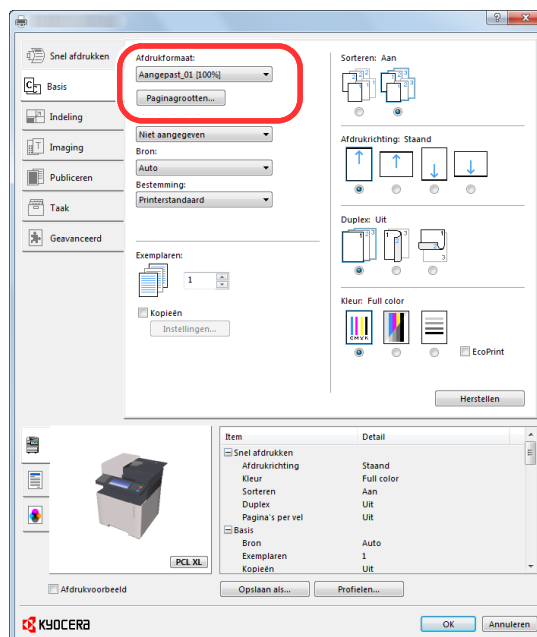 Snel afdrukken
Basis
Indeling
Imaging
Publiceren
Taak
Geavanceerd
Afdrukformaat:
Aangepast_01 [100%]
Paginagrootten...
Niet aangegeven
Bron:
Auto
Bestemming:
Printerstandaard
Exemplaren:
1
Kopieën
Instellingen...
Sorteren: Aan
Afdrukrichting: Staand
Duplex: Uit
Kleur: Full color
CMYK
EcoPrint
Herstellen
PCL XL
Afdrukvoorbeeld
Item Detail
Snel afdrukken
Afdrukrichting Staand
Kleur Full color
Sorteren Aan
Duplex Uit
Pagina's per vel Uit
Basis
Bron Auto
Exemplaren 1
Kopieën Uit
Opslaan als... Profielen...
KYOCERA
OK Annuleren